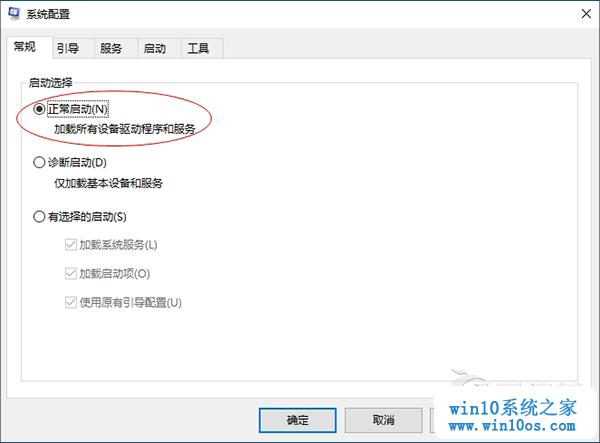 系统配置
常规 引导 服务 启动 工具
启动选择
正常启动(N)
加载所有设备驱动程序和服务
诊断启动(D)
仅加载基本设备和服务
有选择的启动(S)
加载系统服务(L)
加载启动项(O)
使用原有引导配置(U)
确定 取消
win10系统之家
www.win10os.com